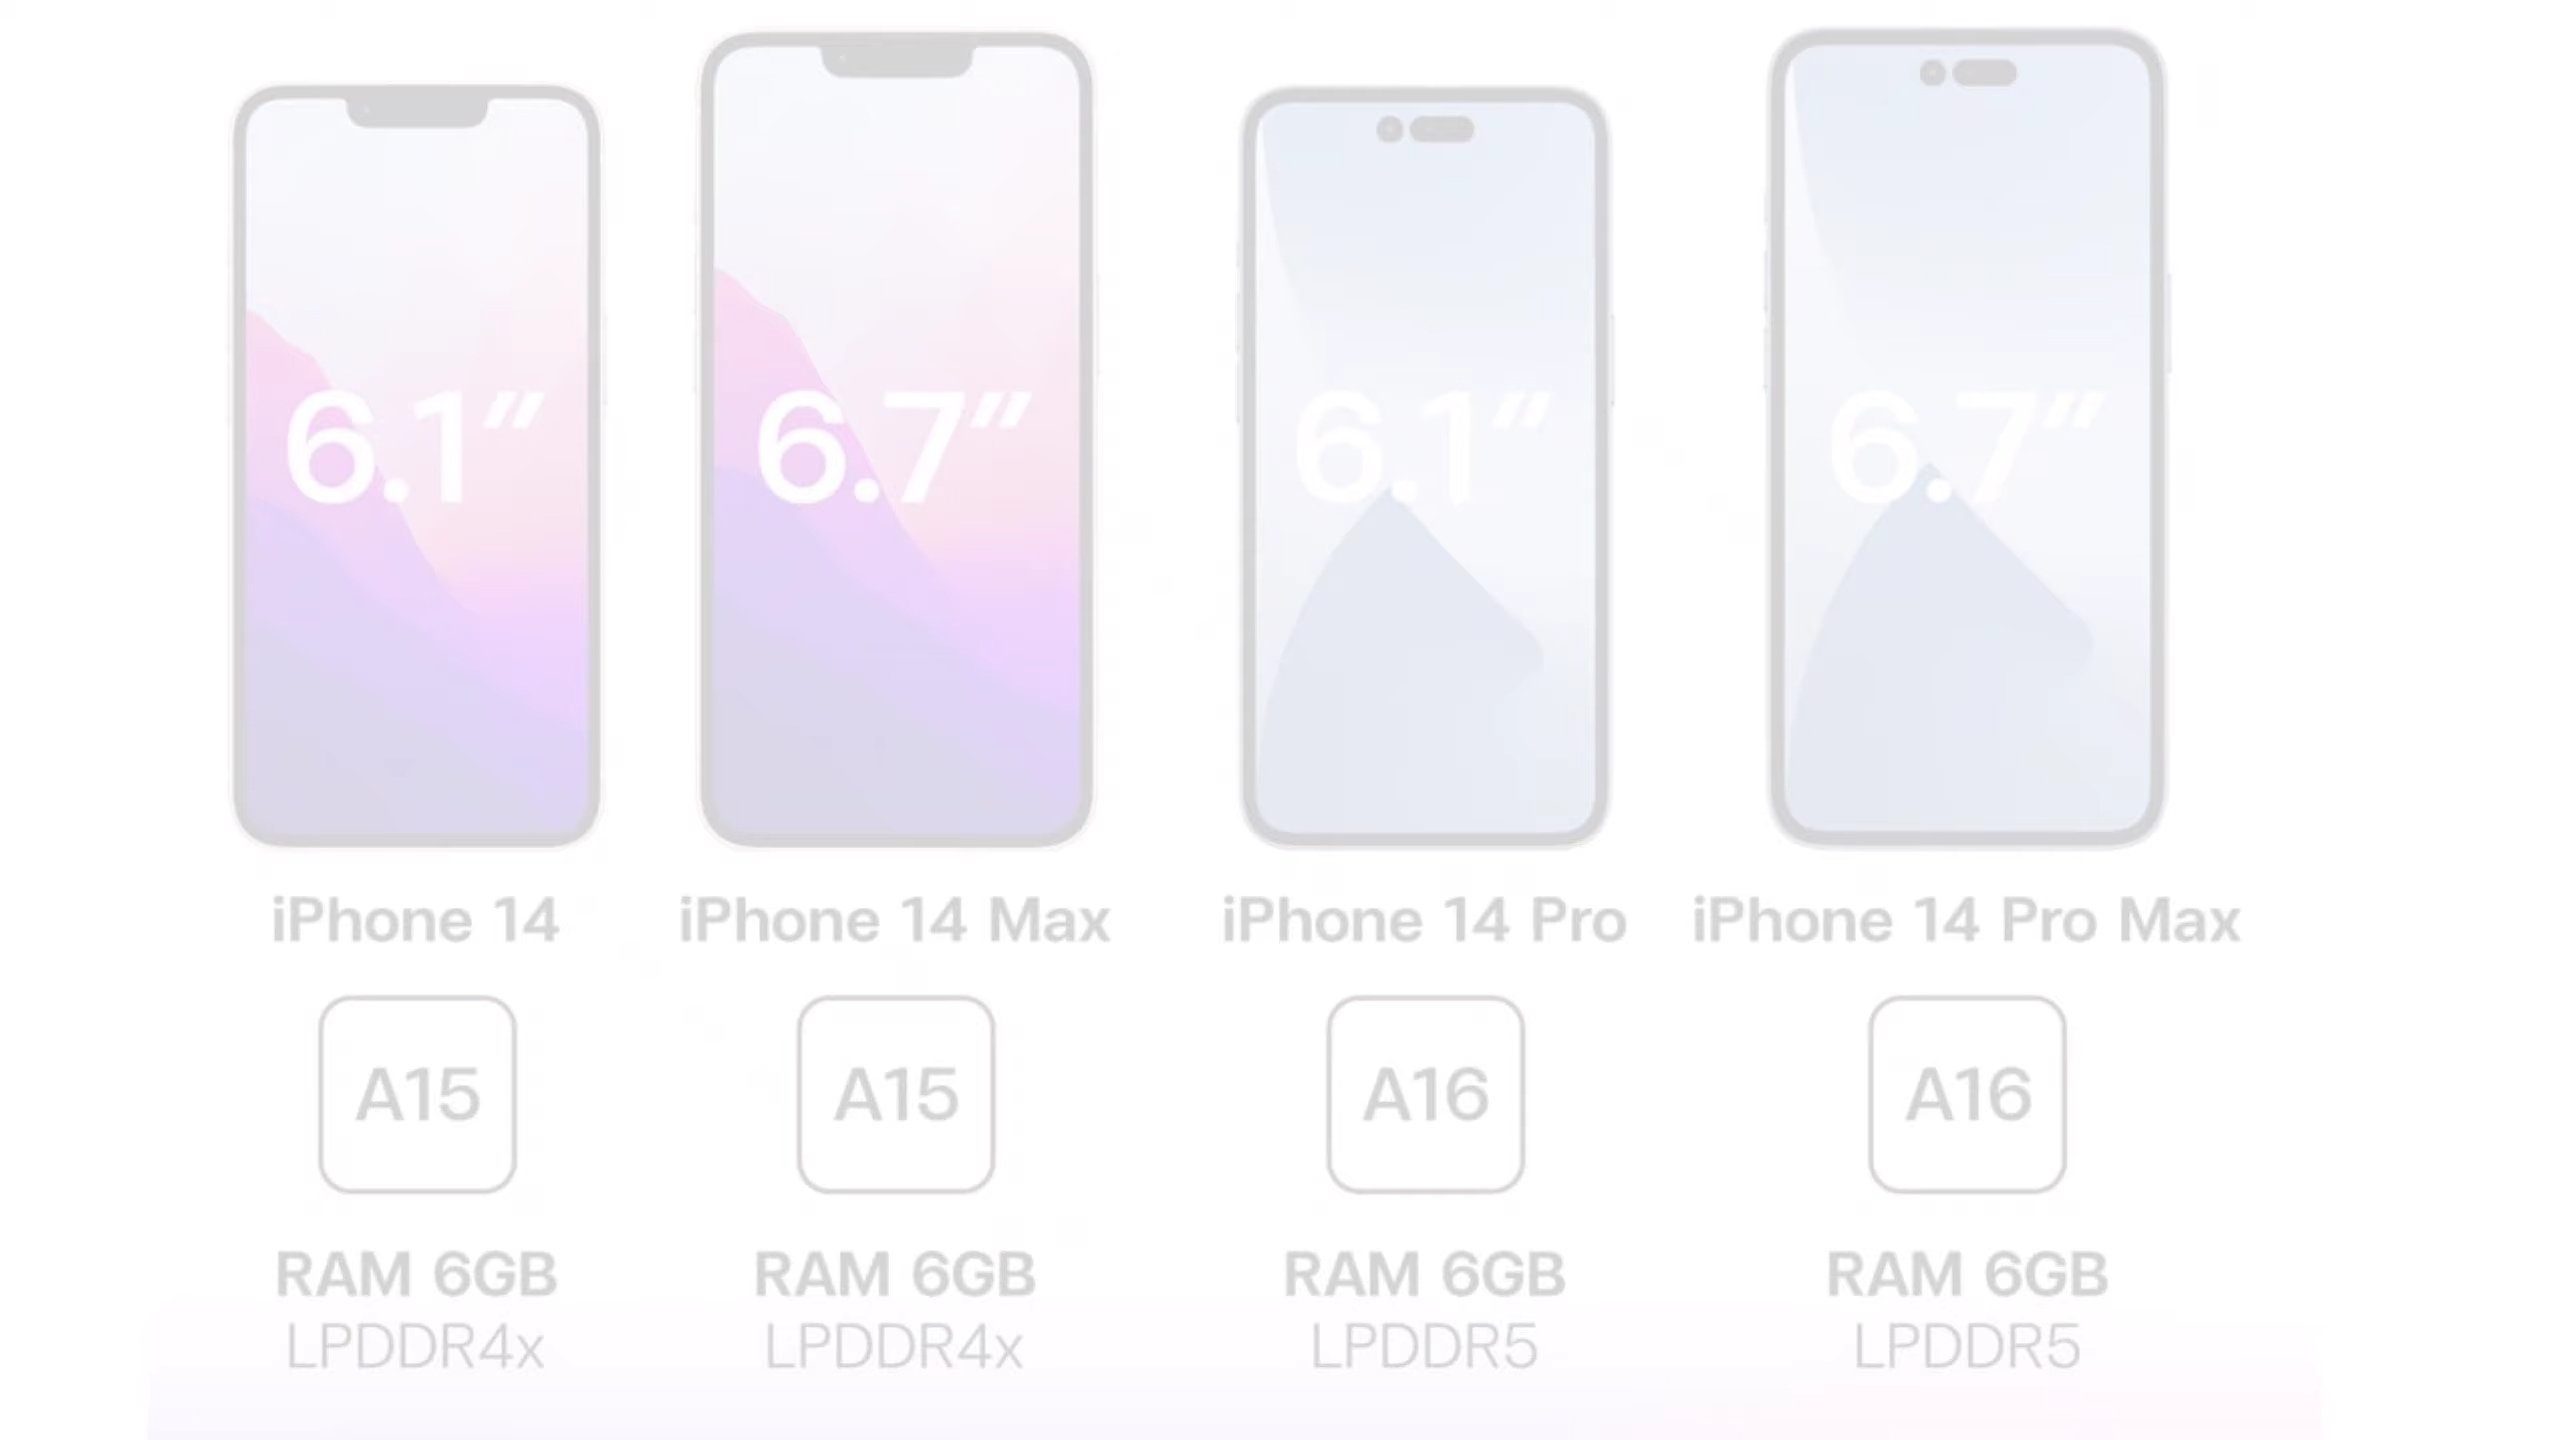 6.1″ 6.7″ 6.1″ 6.7″
iPhone 14 iPhone 14 Max iPhone 14 Pro iPhone 14 Pro Max
A15 A15 A16 A16
RAM 6GB RAM 6GB RAM 6GB RAM 6GB
LPDDR4x LPDDR4x LPDDR5 LPDDR5